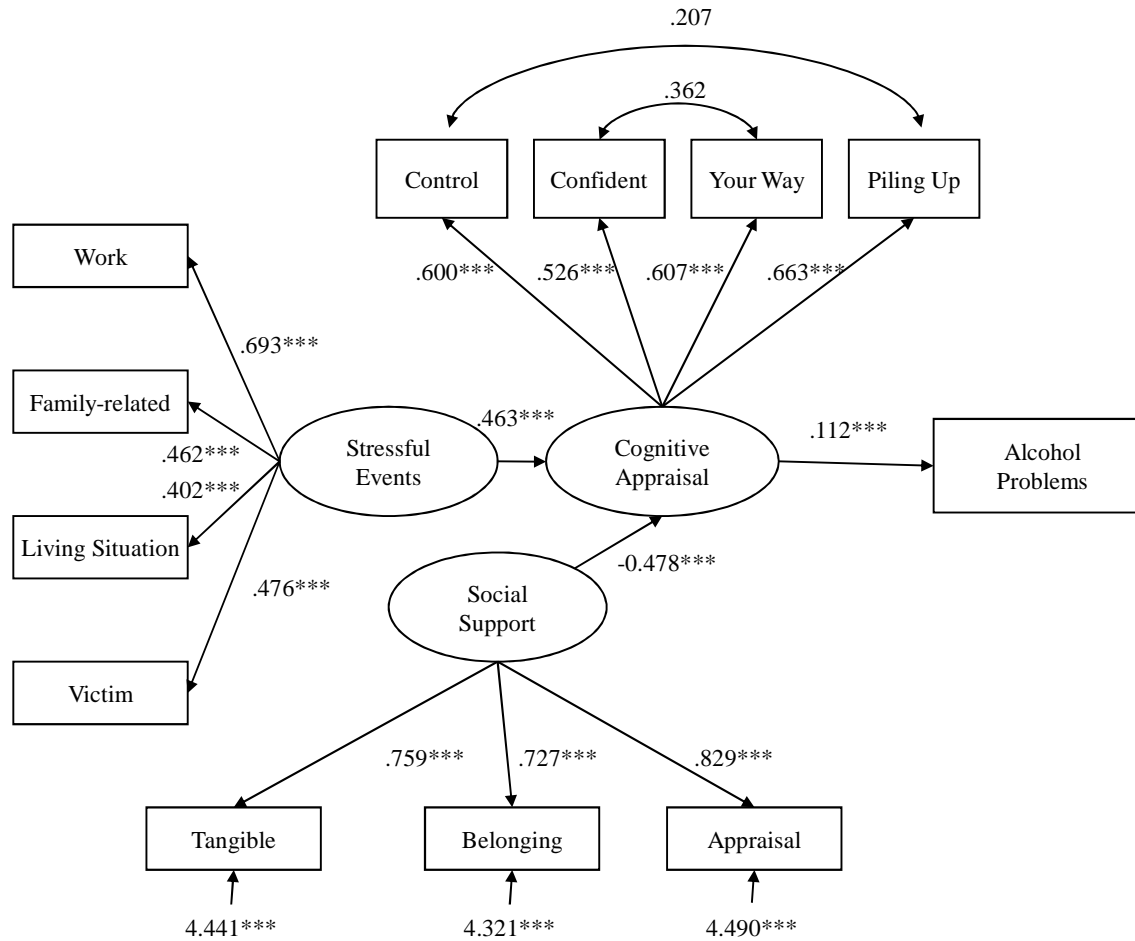 .207
.362
Control
Confident
Your Way
Piling Up
.600***
.526***
.607***
.663***
Work
.693***
Family-related
.462***
.402***
Living Situation
.476***
Victim
Stressful
Events
.463***
Cognitive
Appraisal
.112***
Alcohol
Problems
-0.478***
Social
Support
.759***
.727***
.829***
Tangible
Belonging
Appraisal
4.441***
4.321***
4.490***